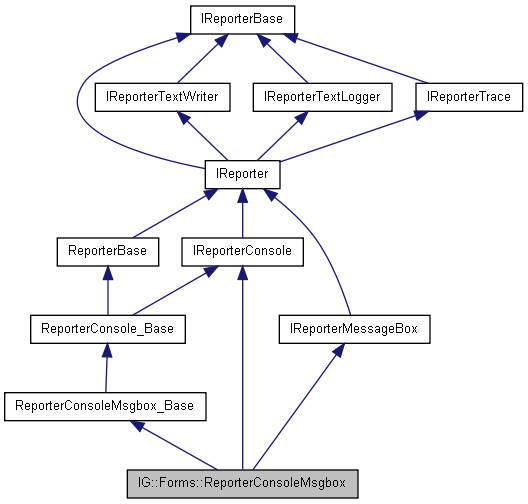 IReporterBase
IReporterTextWriter
IReporterTextLogger
IReporterTrace
IReporter
ReporterBase
IReporterConsole
ReporterConsole_Base
IReporterMessageBox
ReporterConsoleMsgbox_Base
IG::Forms::ReporterConsoleMsgbox